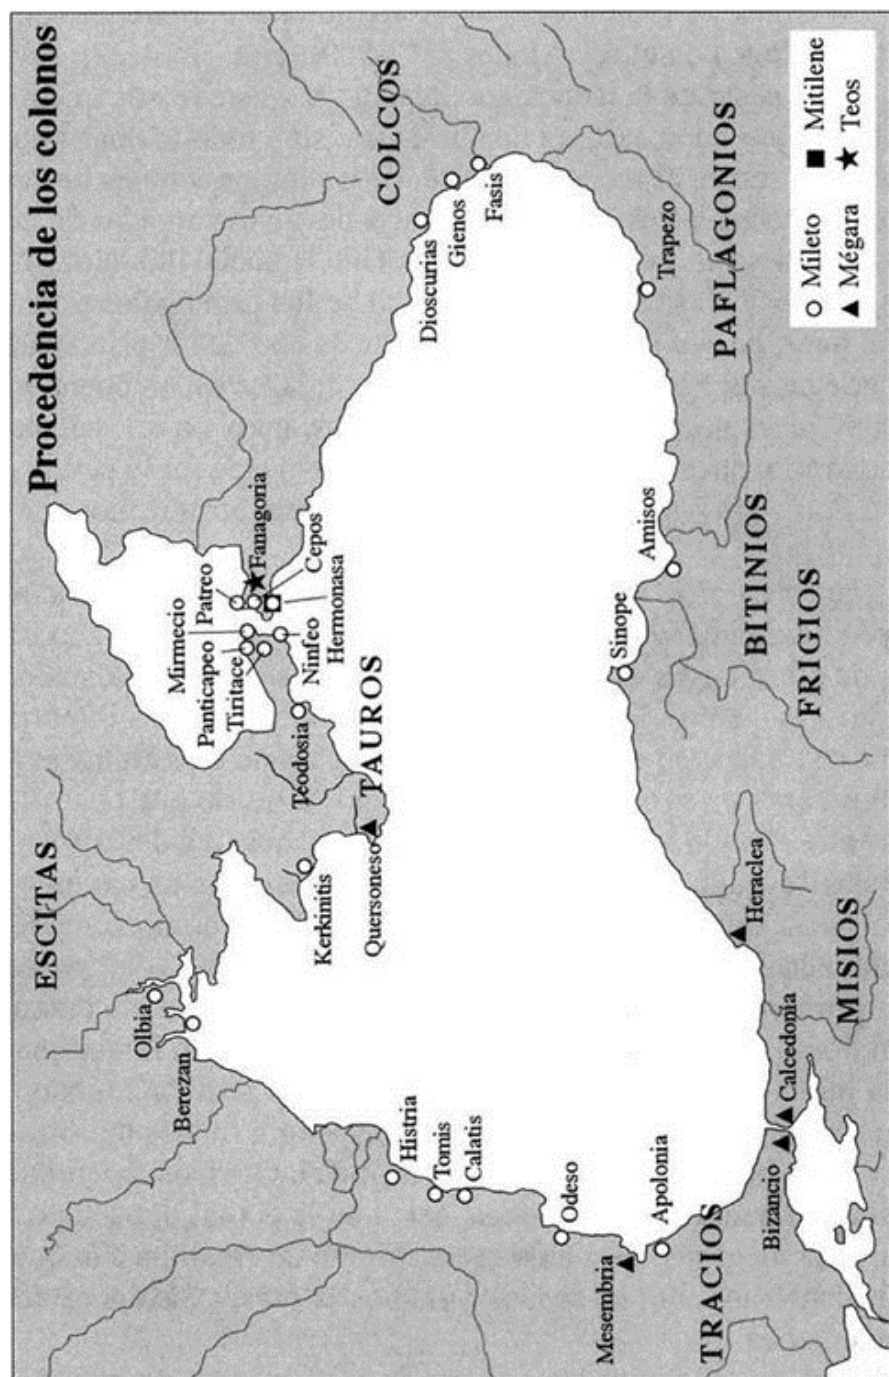 Procedencia de los colonos
ESCITAS
COLCOS
Olbia
Berezan
Mirmecio
Panticapeo
Tiritace
Patreo
Fanagoria
Cepos
Hermonasa
Ninfeo
Teodosia
TAUROS
Kerkinitis
Quersoneso
Dioscurias
Gienos
Fasis
Histria
Tomis
Calatis
Odeso
Mesembria
Apolonia
TRACIOS
Bizancio
Calcedonia
MISIOS
Heraclea
Sinope
Amisos
BITINIOS
FRIGIOS
Trapezo
PAFLAGONIOS
Mileto
Mitilene
Mégara
Teos